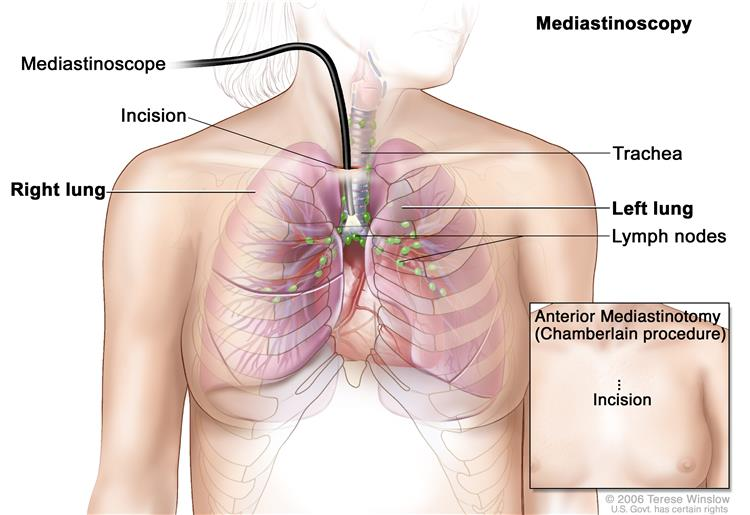 Mediastinoscopy
Mediastinoscope
Incision
Trachea
Right lung
Left lung
Lymph nodes
Anterior Mediastinotomy
(Chamberlain procedure)
Incision
© 2006 Terese Winslow
U.S. Govt. has certain rights